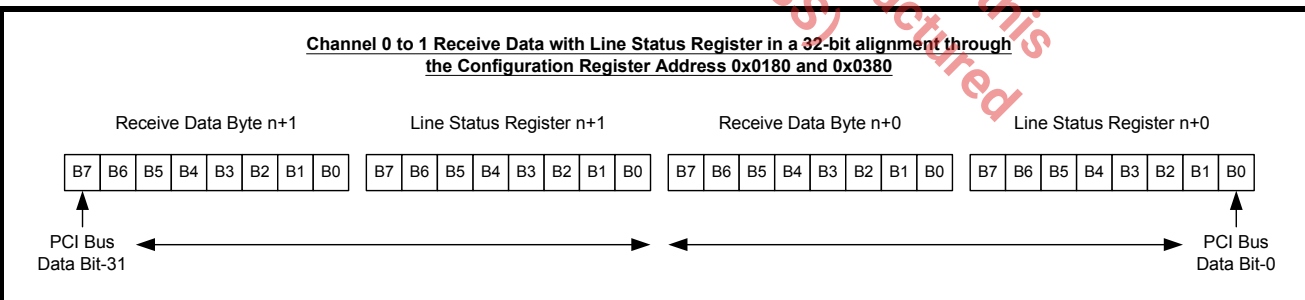 Channel 0 to 1 Receive Data with Line Status Register in a 32-bit alignment through
the Configuration Register Address 0x0180 and 0x0380
Receive Data Byte n+1 Line Status Register n+1 Receive Data Byte n+0 Line Status Register n+0
B7 B6 B5 B4 B3 B2 B1 B0 B7 B6 B5 B4 B3 B2 B1 B0 B7 B6 B5 B4 B3 B2 B1 B0 B7 B6 B5 B4 B3 B2 B1 B0
PCI Bus PCI Bus
Data Bit-31 Data Bit-0
this